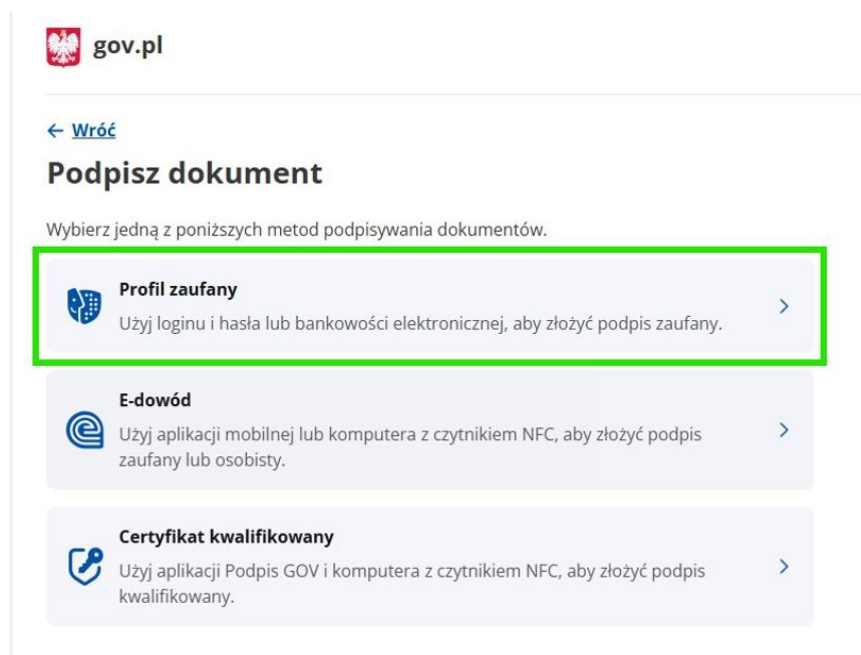 gov.pl
← Wróć
Podpisz dokument
Wybierz jedną z poniższych metod podpisywania dokumentów.
Profil zaufany
Użyj loginu i hasła lub bankowości elektronicznej, aby złożyć podpis zaufany.
E-dowód
Użyj aplikacji mobilnej lub komputera z czytnikiem NFC, aby złożyć podpis
zaufany lub osobisty.
Certyfikat kwalifikowany
Użyj aplikacji Podpis GOV i komputera z czytnikiem NFC, aby złożyć podpis
kwalifikowany.